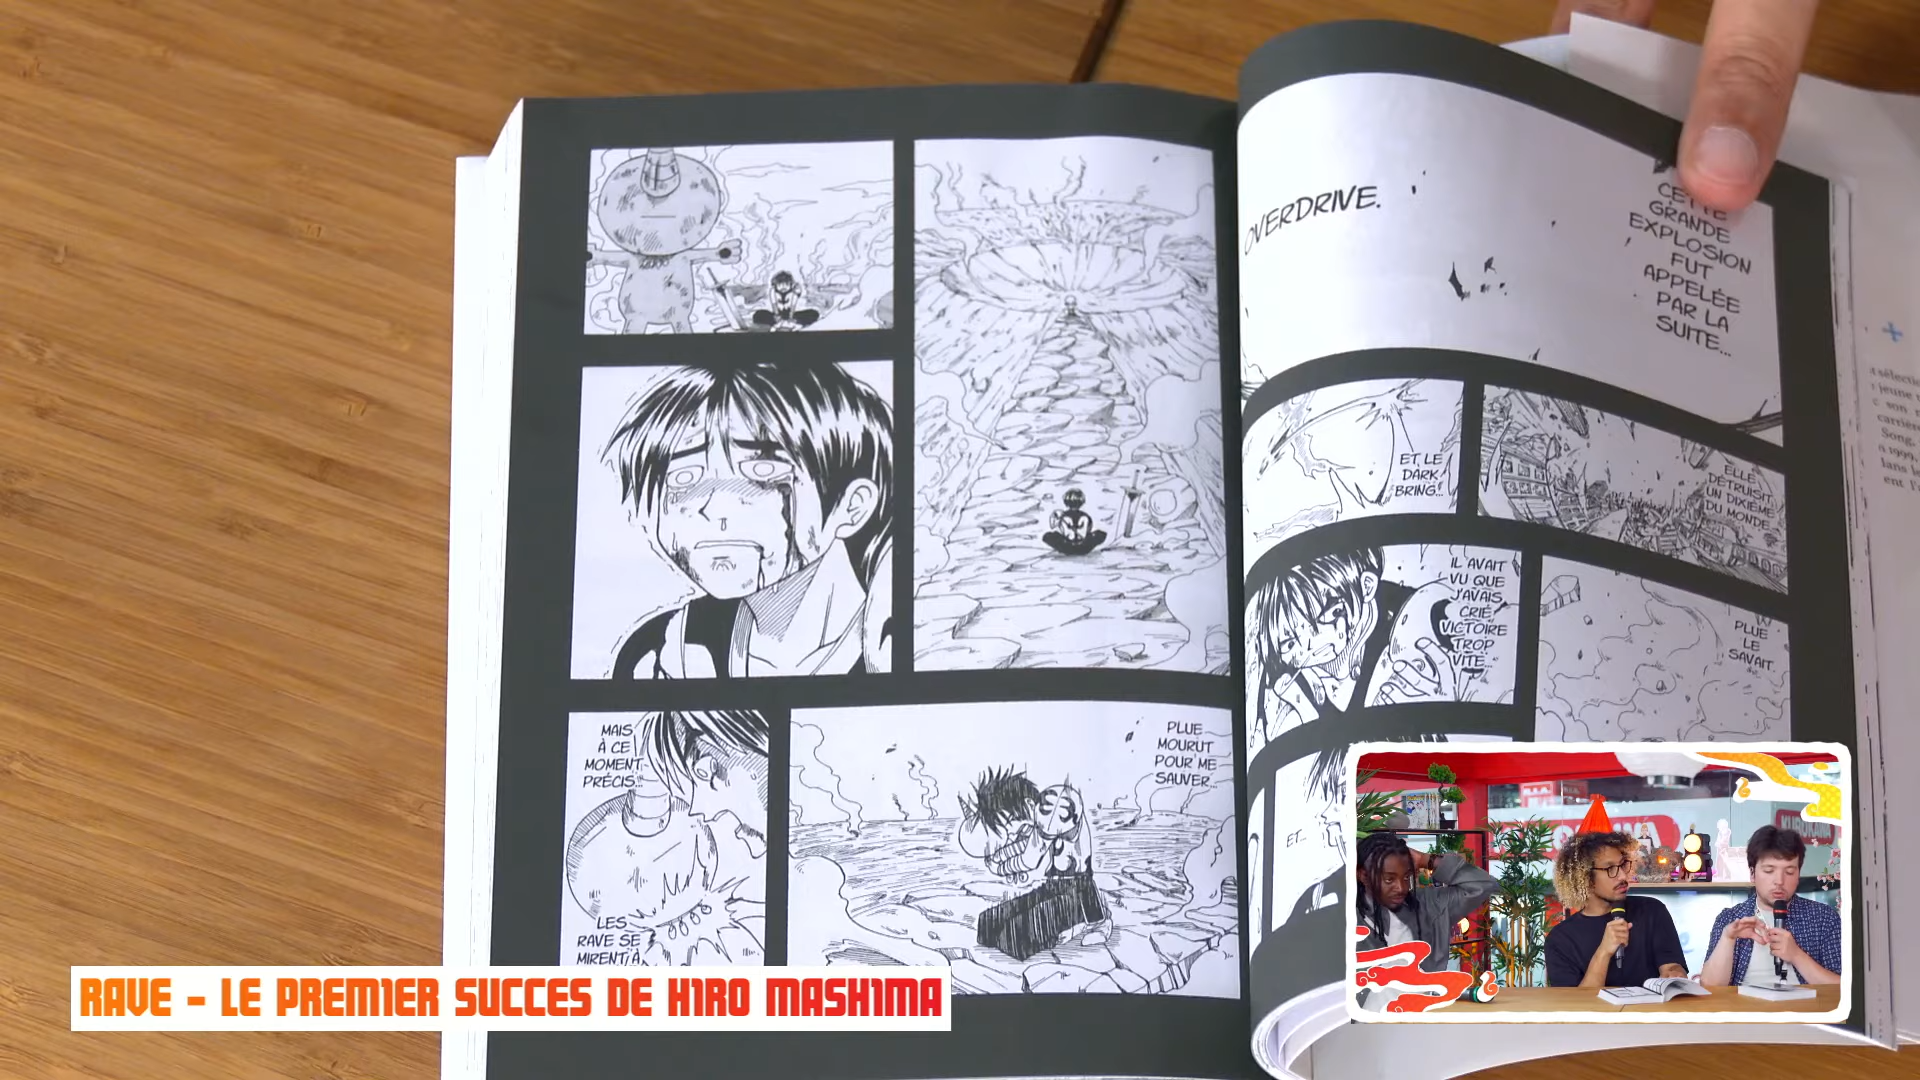 MAIS
À CE
MOMENT
PRÉCIS...
LES
RAVE SE
MIRENT À
PLUE
MOURUT
POUR ME
SAUVER...
OVERDRIVE.
CETTE
GRANDE
EXPLOSION
FUT
APPELÉE
PAR LA
SUITE...
ET, LE
DARK
BRING...
ELLE
DÉTRUISIT
UN DIXIÈME
DU MONDE...
IL AVAIT
VU QUE
J'AVAIS
CRIÉ
VICTOIRE
TROP
VITE...
PLUE
LE
SAVAIT.
ET...
RAVE - LE PREMIER SUCCES DE HIRO MASHIMA
KUROKAWA